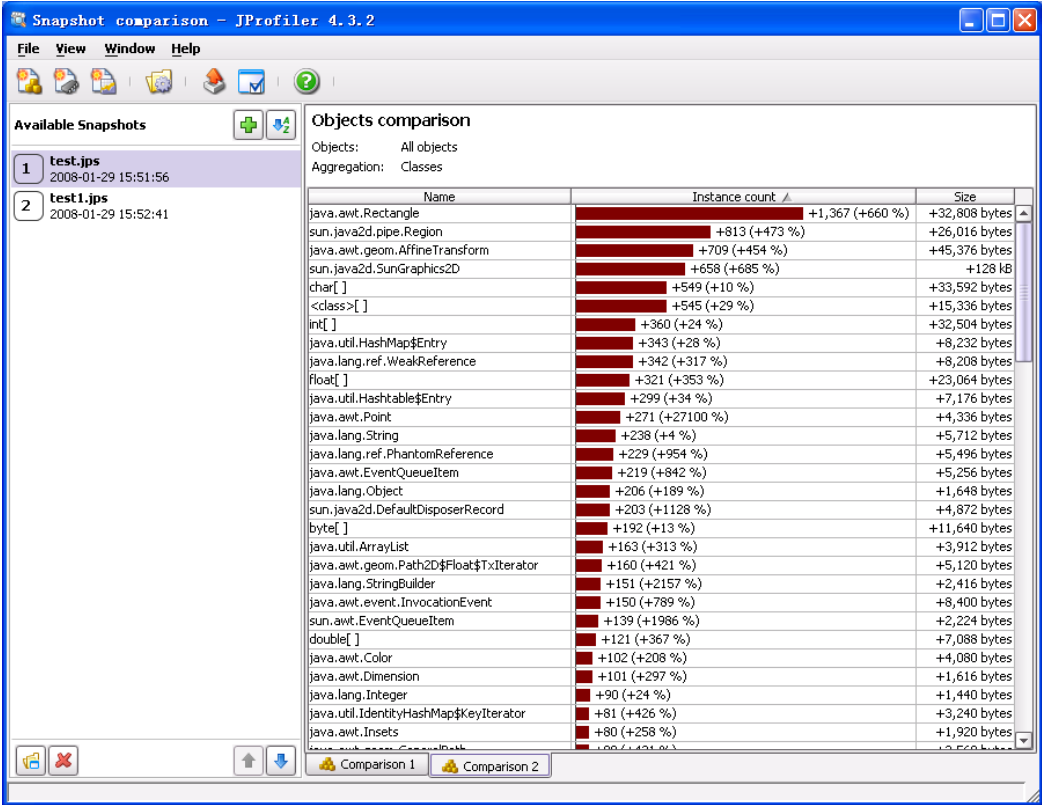 Snapshot comparison - JProfiler 4.3.2
File View Window Help
Available Snapshots
1 test.jps
2008-01-29 15:51:56
2 test1.jps
2008-01-29 15:52:41
Objects comparison
Objects: All objects
Aggregation: Classes
Name Instance count Size
java.awt.Rectangle +1,367 (+660 %) +32,808 bytes
sun.java2d.pipe.Region +813 (+473 %) +26,016 bytes
java.awt.geom.AffineTransform +709 (+454 %) +45,376 bytes
sun.java2d.SunGraphics2D +658 (+685 %) +128 kB
char[ ] +549 (+10 %) +33,592 bytes
<class>[ ] +545 (+29 %) +15,336 bytes
int[ ] +360 (+24 %) +32,504 bytes
java.util.HashMap$Entry +343 (+28 %) +8,232 bytes
java.lang.ref.WeakReference +342 (+317 %) +8,208 bytes
float[ ] +321 (+353 %) +23,064 bytes
java.util.Hashtable$Entry +299 (+34 %) +7,176 bytes
java.awt.Point +271 (+27100 %) +4,336 bytes
java.lang.String +238 (+4 %) +5,712 bytes
java.lang.ref.PhantomReference +229 (+954 %) +5,496 bytes
java.awt.EventQueueItem +219 (+842 %) +5,256 bytes
java.lang.Object +206 (+189 %) +1,648 bytes
sun.java2d.DefaultDisposerRecord +203 (+1128 %) +4,872 bytes
byte[ ] +192 (+13 %) +11,640 bytes
java.util.ArrayList +163 (+313 %) +3,912 bytes
java.awt.geom.Path2D$Float$TxIterator +160 (+421 %) +5,120 bytes
java.lang.StringBuilder +151 (+2157 %) +2,416 bytes
java.awt.event.InvocationEvent +150 (+789 %) +8,400 bytes
sun.awt.EventQueueItem +139 (+1986 %) +2,224 bytes
double[ ] +121 (+367 %) +7,088 bytes
java.awt.Color +102 (+208 %) +4,080 bytes
java.awt.Dimension +101 (+297 %) +1,616 bytes
java.lang.Integer +90 (+24 %) +1,440 bytes
java.util.IdentityHashMap$KeyIterator +81 (+426 %) +3,240 bytes
java.awt.Insets +80 (+258 %) +1,920 bytes
Comparison 1 Comparison 2